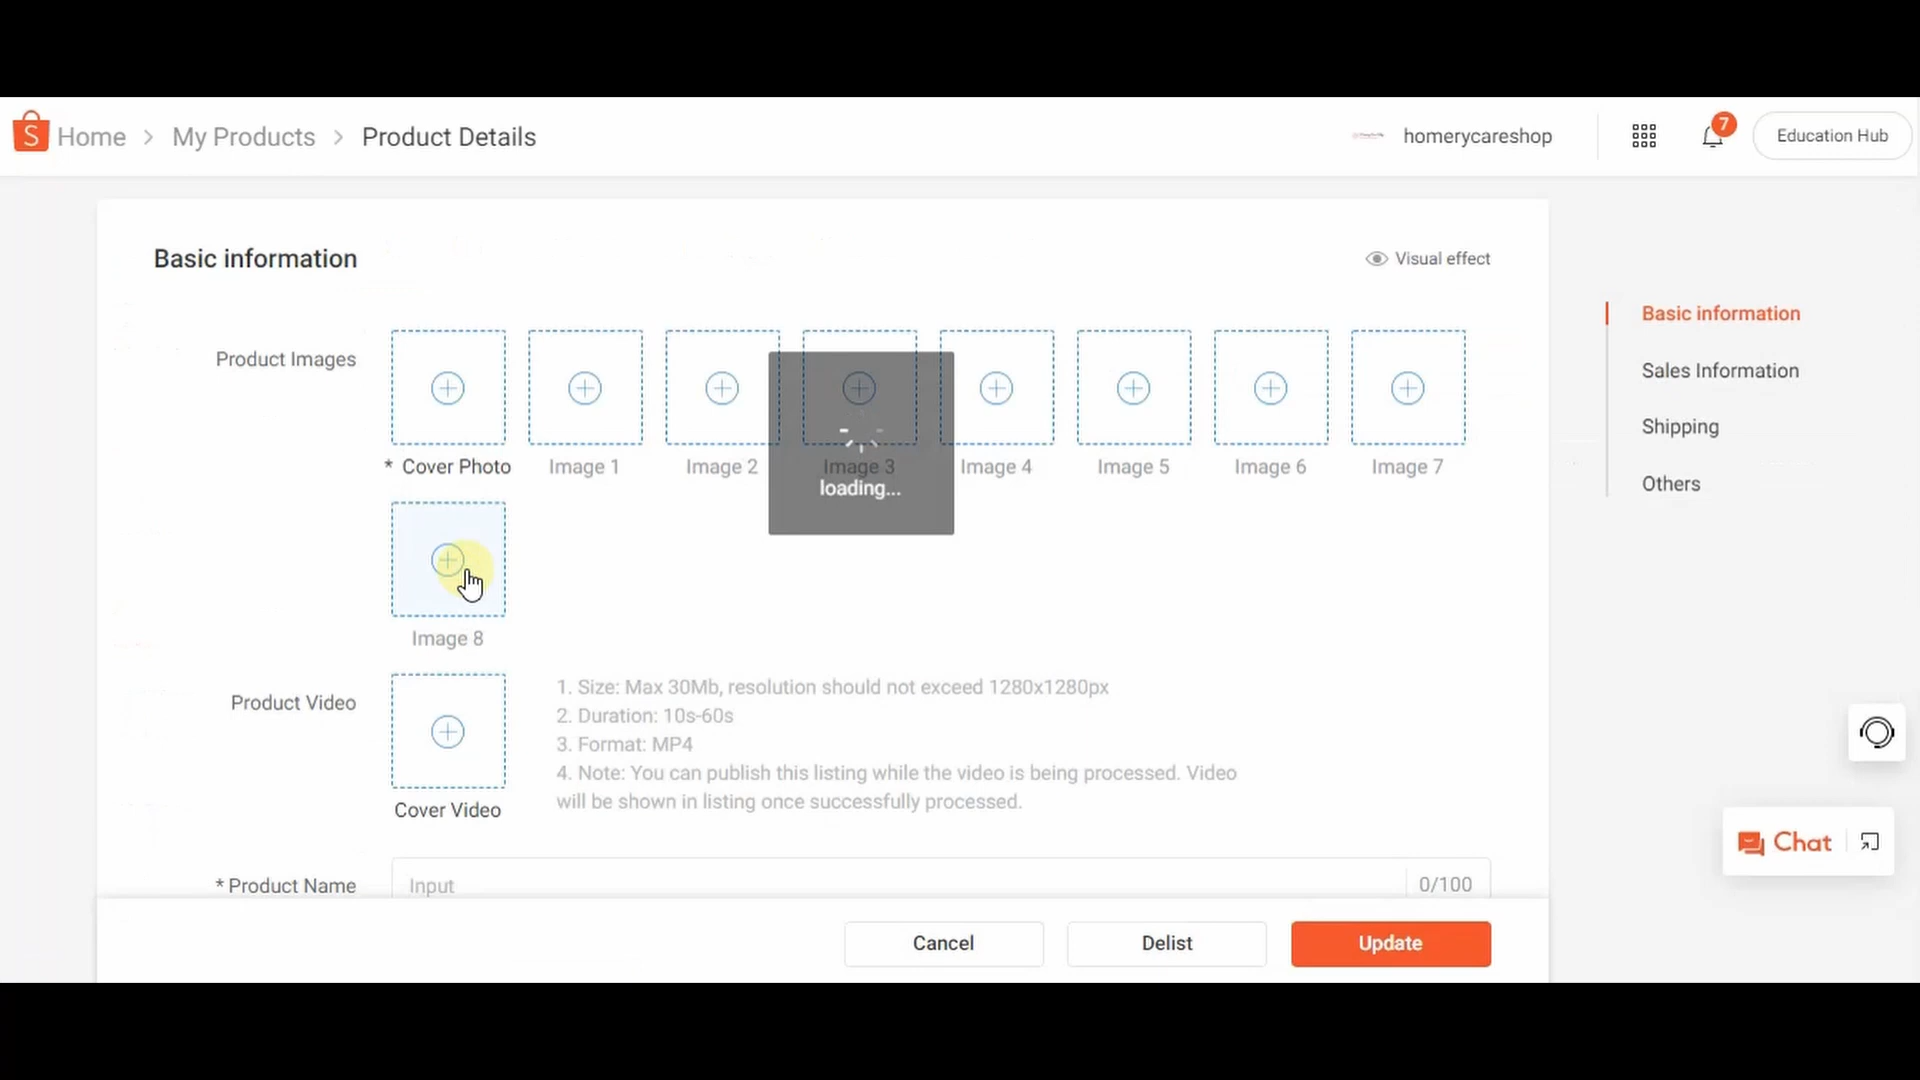 S Home > My Products > Product Details
homerycareshop
7
Education Hub
Basic information
Visual effect
Product Images
* Cover Photo
Image 1
Image 2
Image 3
Image 4
Image 5
Image 6
Image 7
loading...
Image 8
Product Video
Cover Video
1. Size: Max 30Mb, resolution should not exceed 1280x1280px
2. Duration: 10s-60s
3. Format: MP4
4. Note: You can publish this listing while the video is being processed. Video
will be shown in listing once successfully processed.
* Product Name
Input
0/100
Cancel
Delist
Update
Basic information
Sales Information
Shipping
Others
Chat